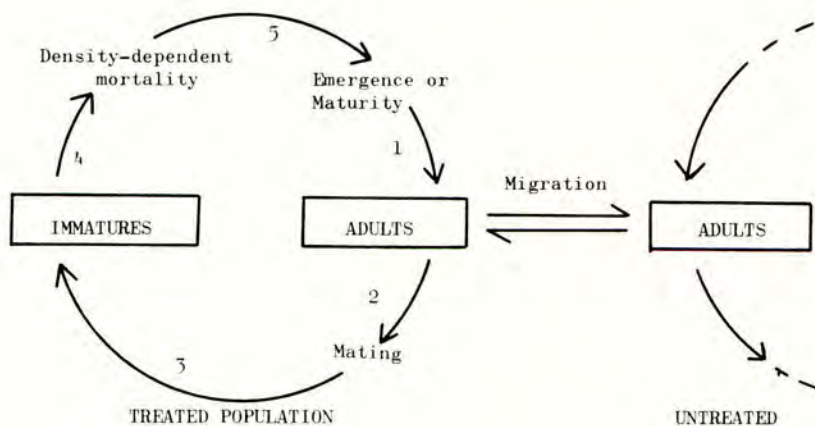 5
Density-dependent
mortality
Emergence or
Maturity
1
4
Migration
IMMATURES
ADULTS
ADULTS
2
Mating
3
TREATED POPULATION
UNTREATED